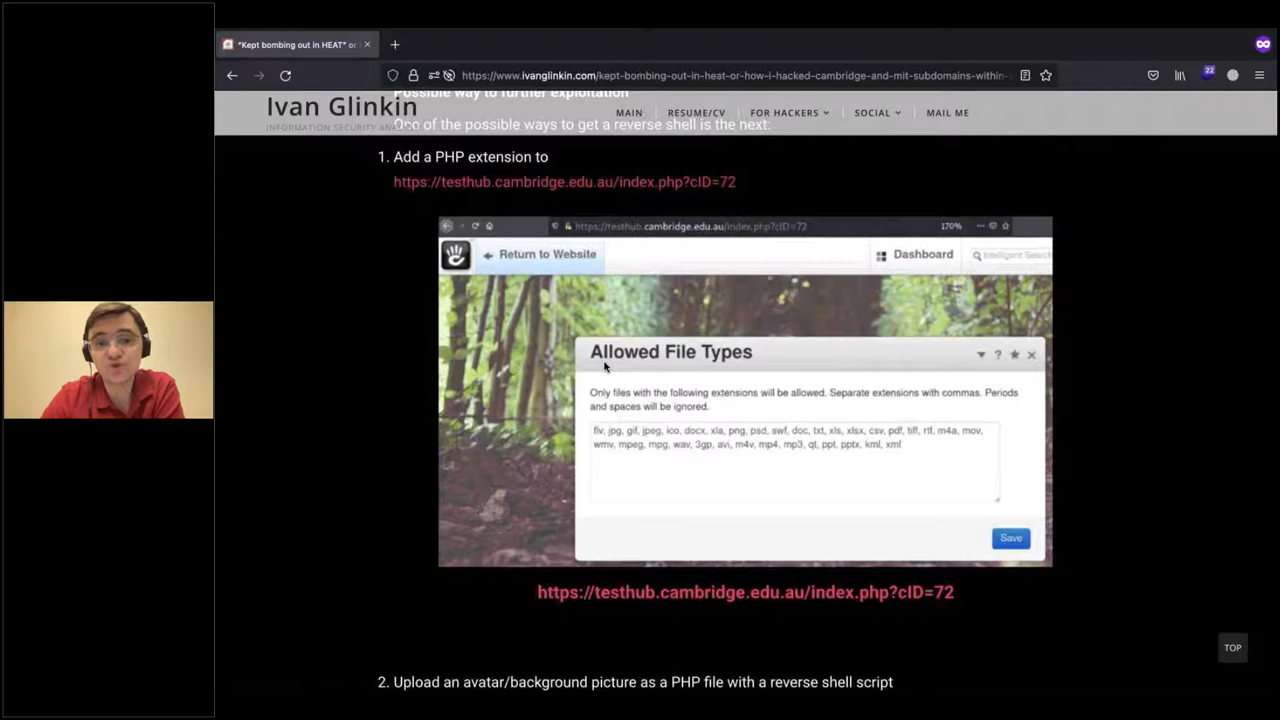 "Kept bombing out in HEAT" or
https://www.ivanglinkin.com/kept-bombing-out-in-heat-or-how-i-hacked-cambridge-and-mit-subdomains-within-
22
Possible way to further exploitation
Ivan Glinkin
INFORMATION SECURITY
MAIN
RESUME/CV
FOR HACKERS
SOCIAL
MAIL ME
One of the possible ways to get a reverse shell is the next:
1. Add a PHP extension to
https://testhub.cambridge.edu.au/index.php?cID=72
https://testhub.cambridge.edu.au/index.php?cID=72
170%
Return to Website
Dashboard
Intelligent Search
Allowed File Types
Only files with the following extensions will be allowed. Separate extensions with commas. Periods
and spaces will be ignored.
flv, jpg, gif, jpeg, ico, docx, xla, png, psd, swf, doc, txt, xls, xlsx, csv, pdf, tiff, rtf, m4a, mov,
wmv, mpeg, mpg, wav, 3gp, avi, m4v, mp4, mp3, qt, ppt, pptx, kml, xml
Save
https://testhub.cambridge.edu.au/index.php?cID=72
TOP
2. Upload an avatar/background picture as a PHP file with a reverse shell script